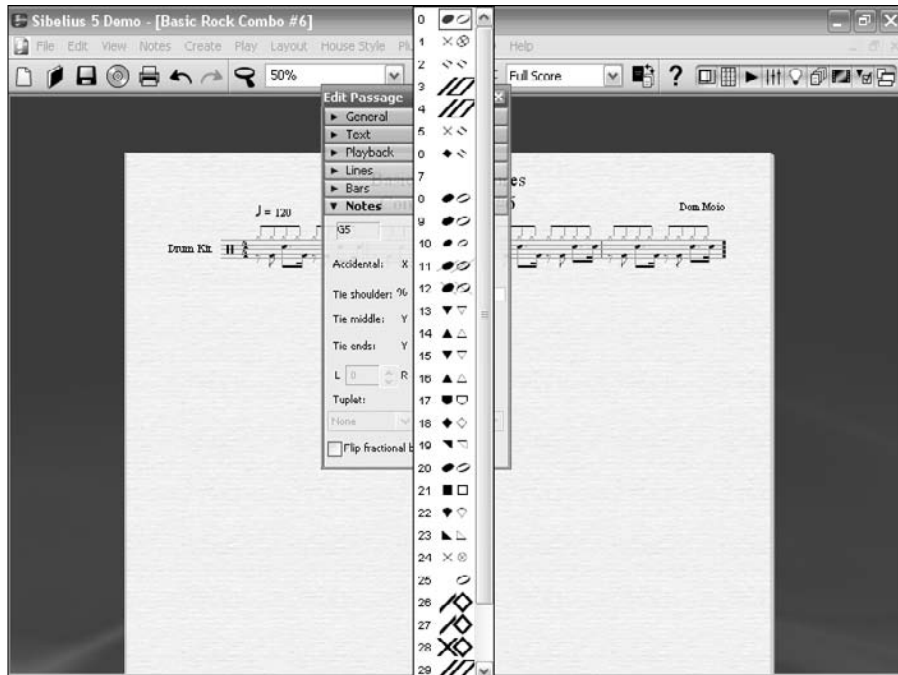 Sibelius 5 Demo - [Basic Rock Combo #6]
File Edit View Notes Create Play Layout House Style Help
50% Full Score ?
Edit Passage
General
Text
Playback
Lines
Bars
Notes
G5
Accidental: X
Tie shoulder: %
Tie middle: Y
Tie ends: Y
L 0 R
Tuplet:
None
Flip fractional b
♩ = 120
Dom Moio
Drum Kit
0
1
2
3
4
5
0
7
0
9
10
11
12
13
14
15
16
17
18
19
20
21
22
23
24
25
26
27
28
29